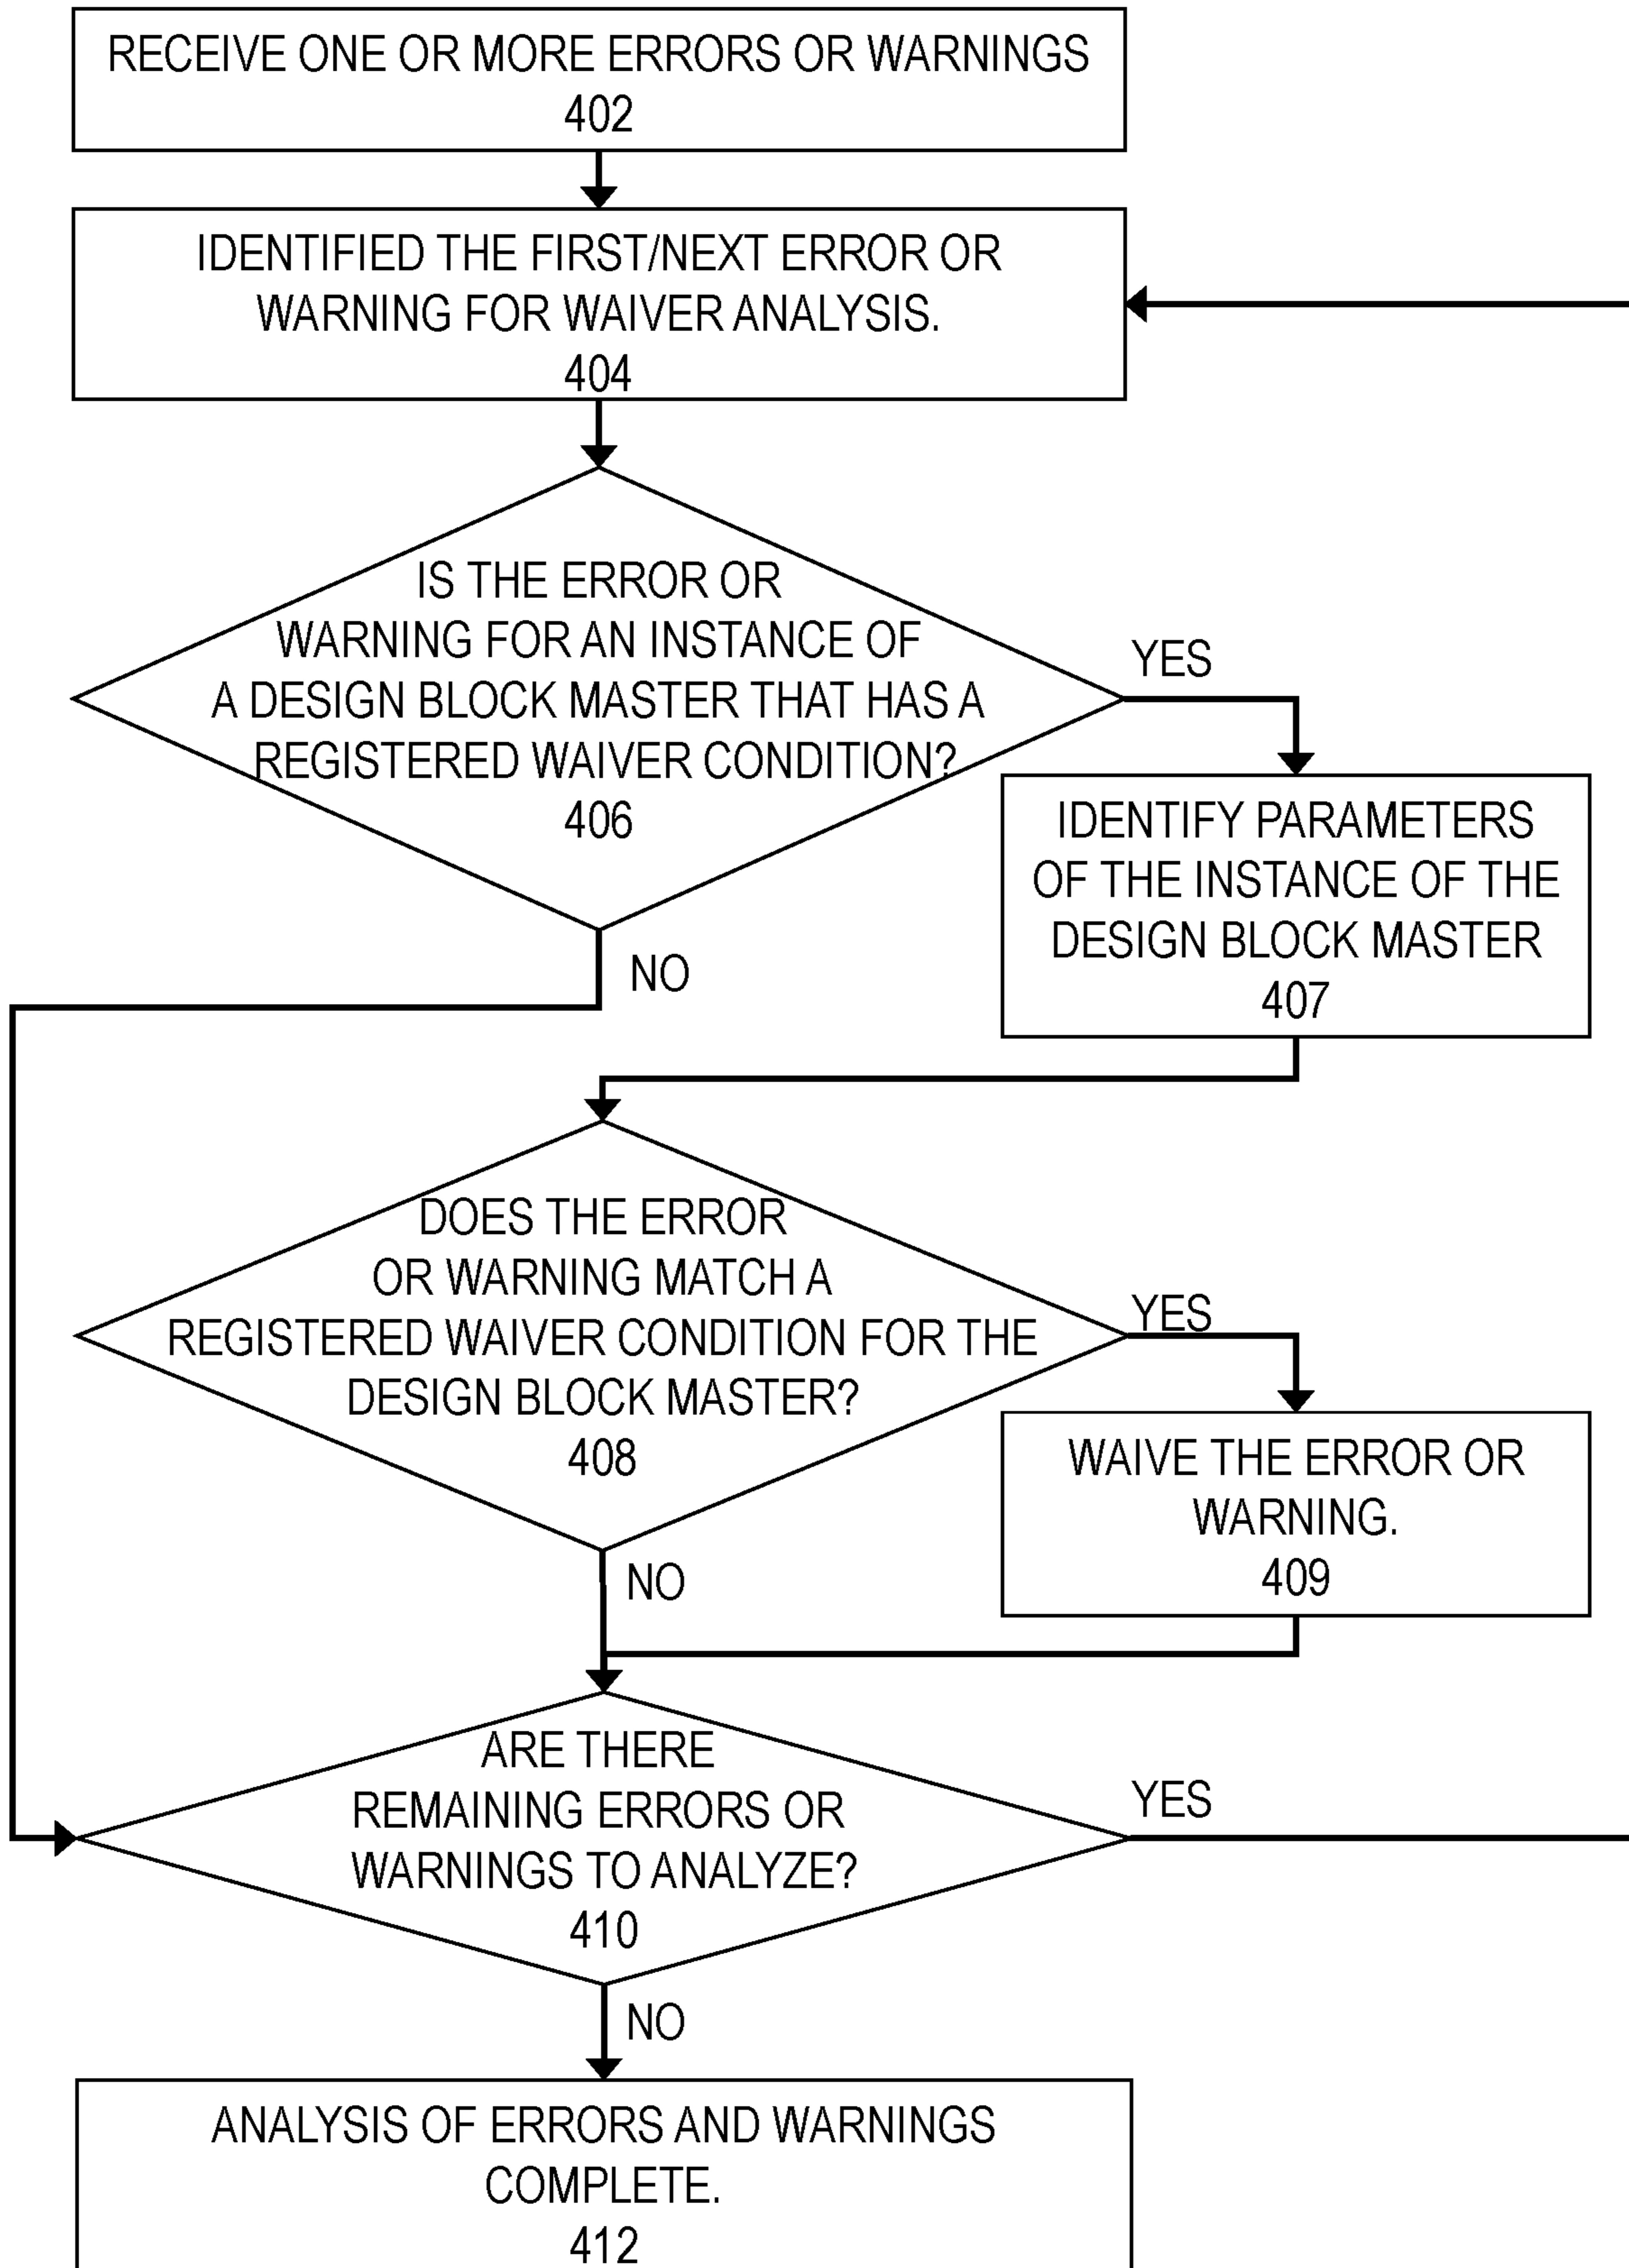 RECEIVE ONE OR MORE ERRORS OR WARNINGS
402
IDENTIFIED THE FIRST/NEXT ERROR OR
WARNING FOR WAIVER ANALYSIS.
404
IS THE ERROR OR
WARNING FOR AN INSTANCE OF
A DESIGN BLOCK MASTER THAT HAS A
REGISTERED WAIVER CONDITION?
406
YES
IDENTIFY PARAMETERS
OF THE INSTANCE OF THE
DESIGN BLOCK MASTER
407
NO
DOES THE ERROR
OR WARNING MATCH A
REGISTERED WAIVER CONDITION FOR THE
DESIGN BLOCK MASTER?
408
YES
WAIVE THE ERROR OR
WARNING.
409
NO
ARE THERE
REMAINING ERRORS OR
WARNINGS TO ANALYZE?
410
YES
NO
ANALYSIS OF ERRORS AND WARNINGS
COMPLETE.
412